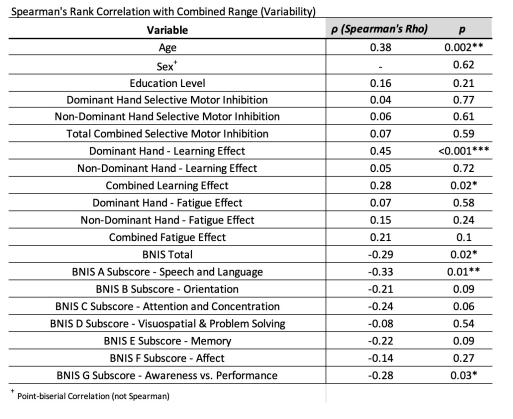 Spearman's Rank Correlation with Combined Range (Variability)
Variable ρ (Spearman's Rho) p
Age 0.38 0.002**
Sex+ - 0.62
Education Level 0.16 0.21
Dominant Hand Selective Motor Inhibition 0.04 0.77
Non-Dominant Hand Selective Motor Inhibition 0.06 0.61
Total Combined Selective Motor Inhibition 0.07 0.59
Dominant Hand - Learning Effect 0.45 <0.001***
Non-Dominant Hand - Learning Effect 0.05 0.72
Combined Learning Effect 0.28 0.02*
Dominant Hand - Fatigue Effect 0.07 0.58
Non-Dominant Hand - Fatigue Effect 0.15 0.24
Combined Fatigue Effect 0.21 0.1
BNIS Total -0.29 0.02*
BNIS A Subscore - Speech and Language -0.33 0.01**
BNIS B Subscore - Orientation -0.21 0.09
BNIS C Subscore - Attention and Concentration -0.24 0.06
BNIS D Subscore - Visuospatial & Problem Solving -0.08 0.54
BNIS E Subscore - Memory -0.22 0.09
BNIS F Subscore - Affect -0.14 0.27
BNIS G Subscore - Awareness vs. Performance -0.28 0.03*
+ Point-biserial Correlation (not Spearman)